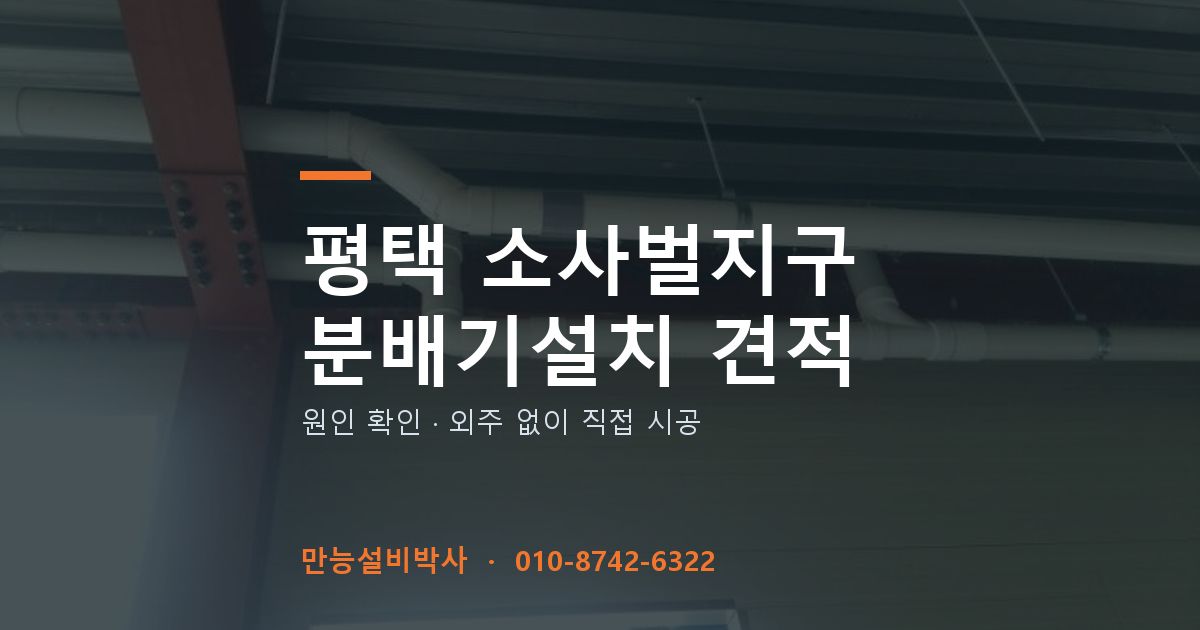 평택 소사벌지구
분배기설치 견적
원인 확인 · 외주 없이 직접 시공
만능설비박사 · 010-8742-6322